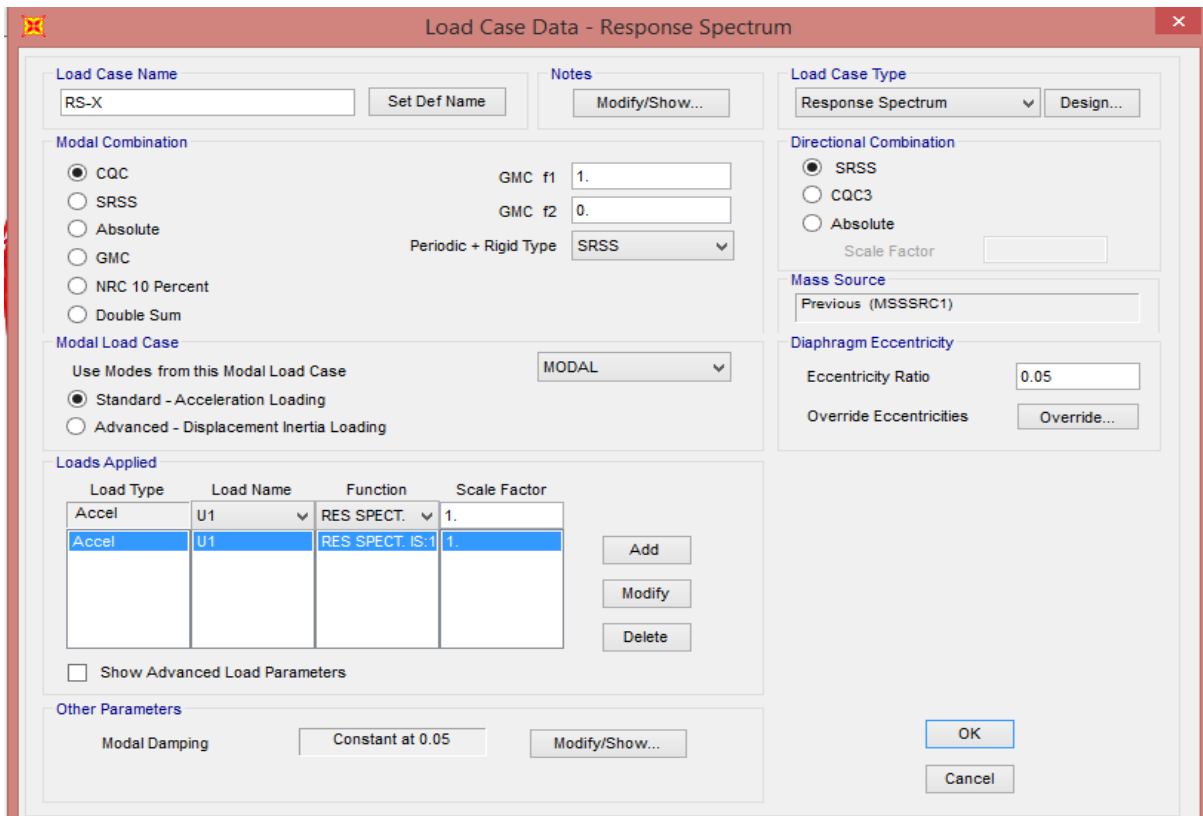 Load Case Data - Response Spectrum
Load Case Name
RS-X
Set Def Name
Notes
Modify/Show...
Load Case Type
Response Spectrum
Design...
Modal Combination
CQC
SRSS
Absolute
GMC
NRC 10 Percent
Double Sum
GMC f1 1.
GMC f2 0.
Periodic + Rigid Type SRSS
Directional Combination
SRSS
CQC3
Absolute
Scale Factor
Mass Source
Previous (MSSSRC1)
Modal Load Case
Use Modes from this Modal Load Case MODAL
Standard - Acceleration Loading
Advanced - Displacement Inertia Loading
Diaphragm Eccentricity
Eccentricity Ratio 0.05
Override Eccentricities Override...
Loads Applied
Load Type Load Name Function Scale Factor
Accel U1 RES SPECT. 1.
Accel U1 RES SPECT. IS:1 1.
Add
Modify
Delete
Show Advanced Load Parameters
Other Parameters
Modal Damping Constant at 0.05 Modify/Show...
OK
Cancel